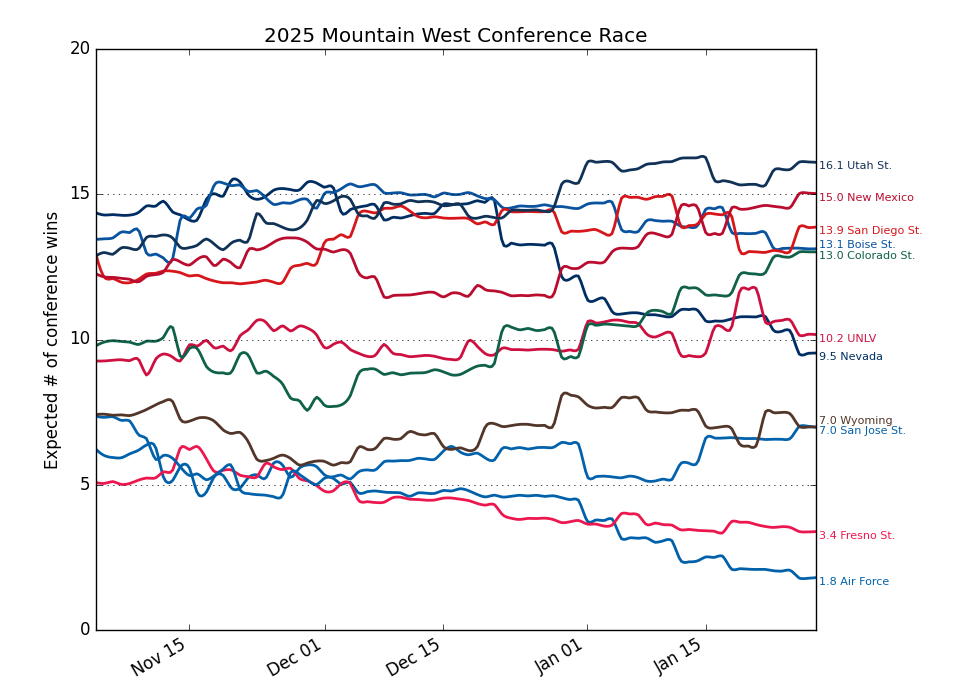 2025 Mountain West Conference Race
Expected # of conference wins
20
15
10
5
0
Nov 15
Dec 01
Dec 15
Jan 01
Jan 15
16.1 Utah St.
15.0 New Mexico
13.9 San Diego St.
13.1 Boise St.
13.0 Colorado St.
10.2 UNLV
9.5 Nevada
7.0 Wyoming
7.0 San Jose St.
3.4 Fresno St.
1.8 Air Force